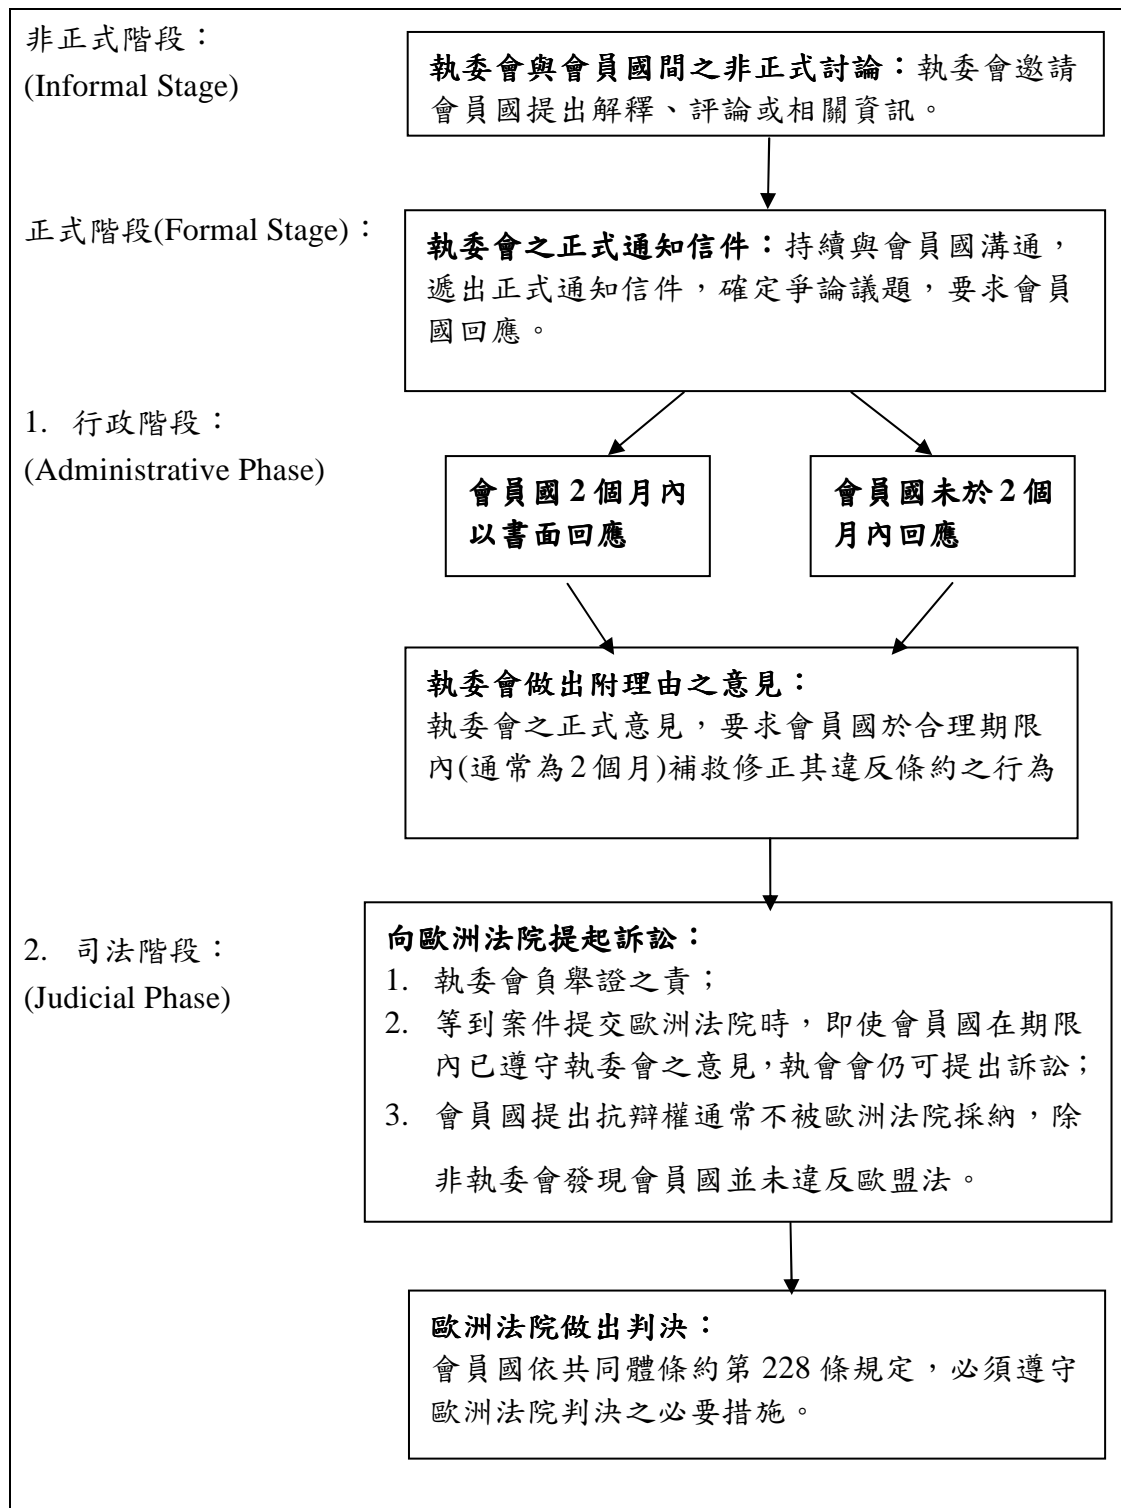 非正式階段：
(Informal Stage)
執委會與會員國間之非正式討論：執委會邀請
會員國提出解釋、評論或相關資訊。
正式階段(Formal Stage)：
執委會之正式通知信件：持續與會員國溝通，
遞出正式通知信件，確定爭論議題，要求會員
國回應。
1. 行政階段：
(Administrative Phase)
會員國 2 個月內
以書面回應
會員國未於 2 個
月內回應
執委會做出附理由之意見：
執委會之正式意見，要求會員國於合理期限
內(通常為 2 個月)補救修正其違反條約之行為
2. 司法階段：
(Judicial Phase)
向歐洲法院提起訴訟：
1. 執委會負舉證之責；
2. 等到案件提交歐洲法院時，即使會員國在期限
內已遵守執委會之意見，執會會仍可提出訴訟；
3. 會員國提出抗辯權通常不被歐洲法院採納，除
非執委會發現會員國並未違反歐盟法。
歐洲法院做出判決：
會員國依共同體條約第 228 條規定，必須遵守
歐洲法院判決之必要措施。